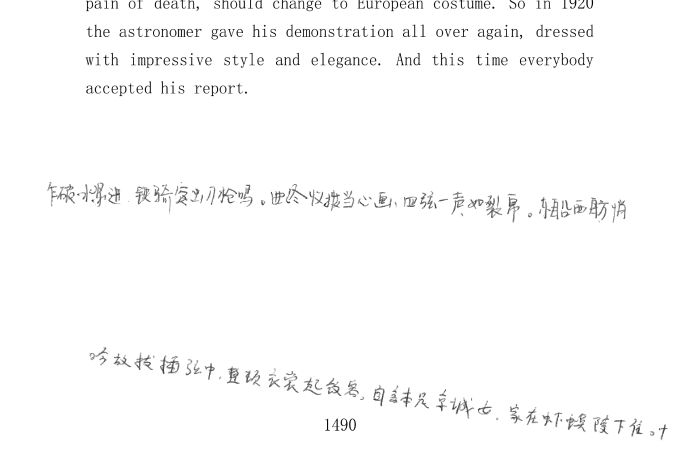 pain of death, should change to European costume. So in 1920
the astronomer gave his demonstration all over again, dressed
with impressive style and elegance. And this time everybody
accepted his report.
乍破水浆迸,铁骑突出刀枪鸣。曲终收拨当心画,四弦一声如裂帛。东船西舫悄
吟放拨插弦中,整顿衣裳起敛容。自言本是京城女,家在虾蟆陵下住。十
1490